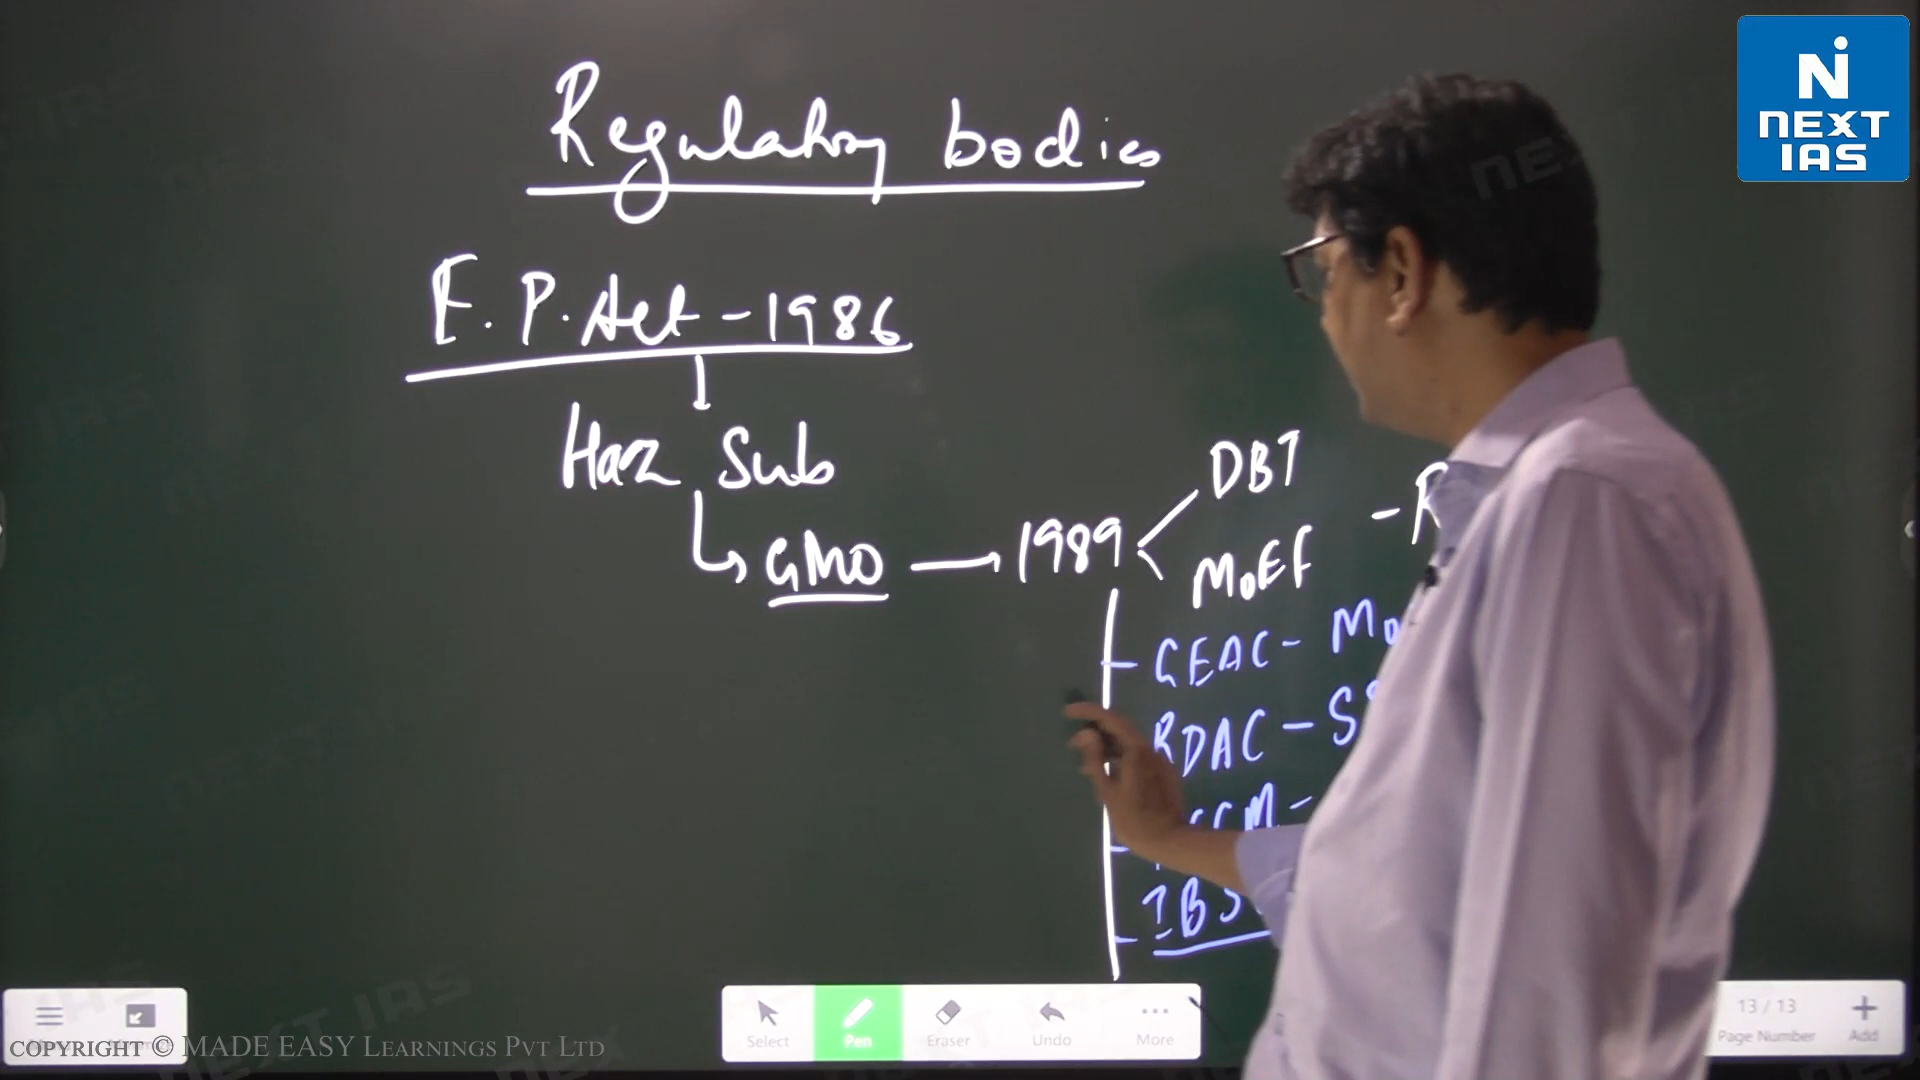 NEXT IAS
Regulatory bodies
E. P. Act - 1986
Haz Sub
GMO
1989
DBT
MoEF
- R
GEAC - Mo
RDAC -
IBS
Select
Pen
Eraser
Undo
More
13 / 13
Page Number
Add
COPYRIGHT © MADE EASY LEARNINGS PVT LTD